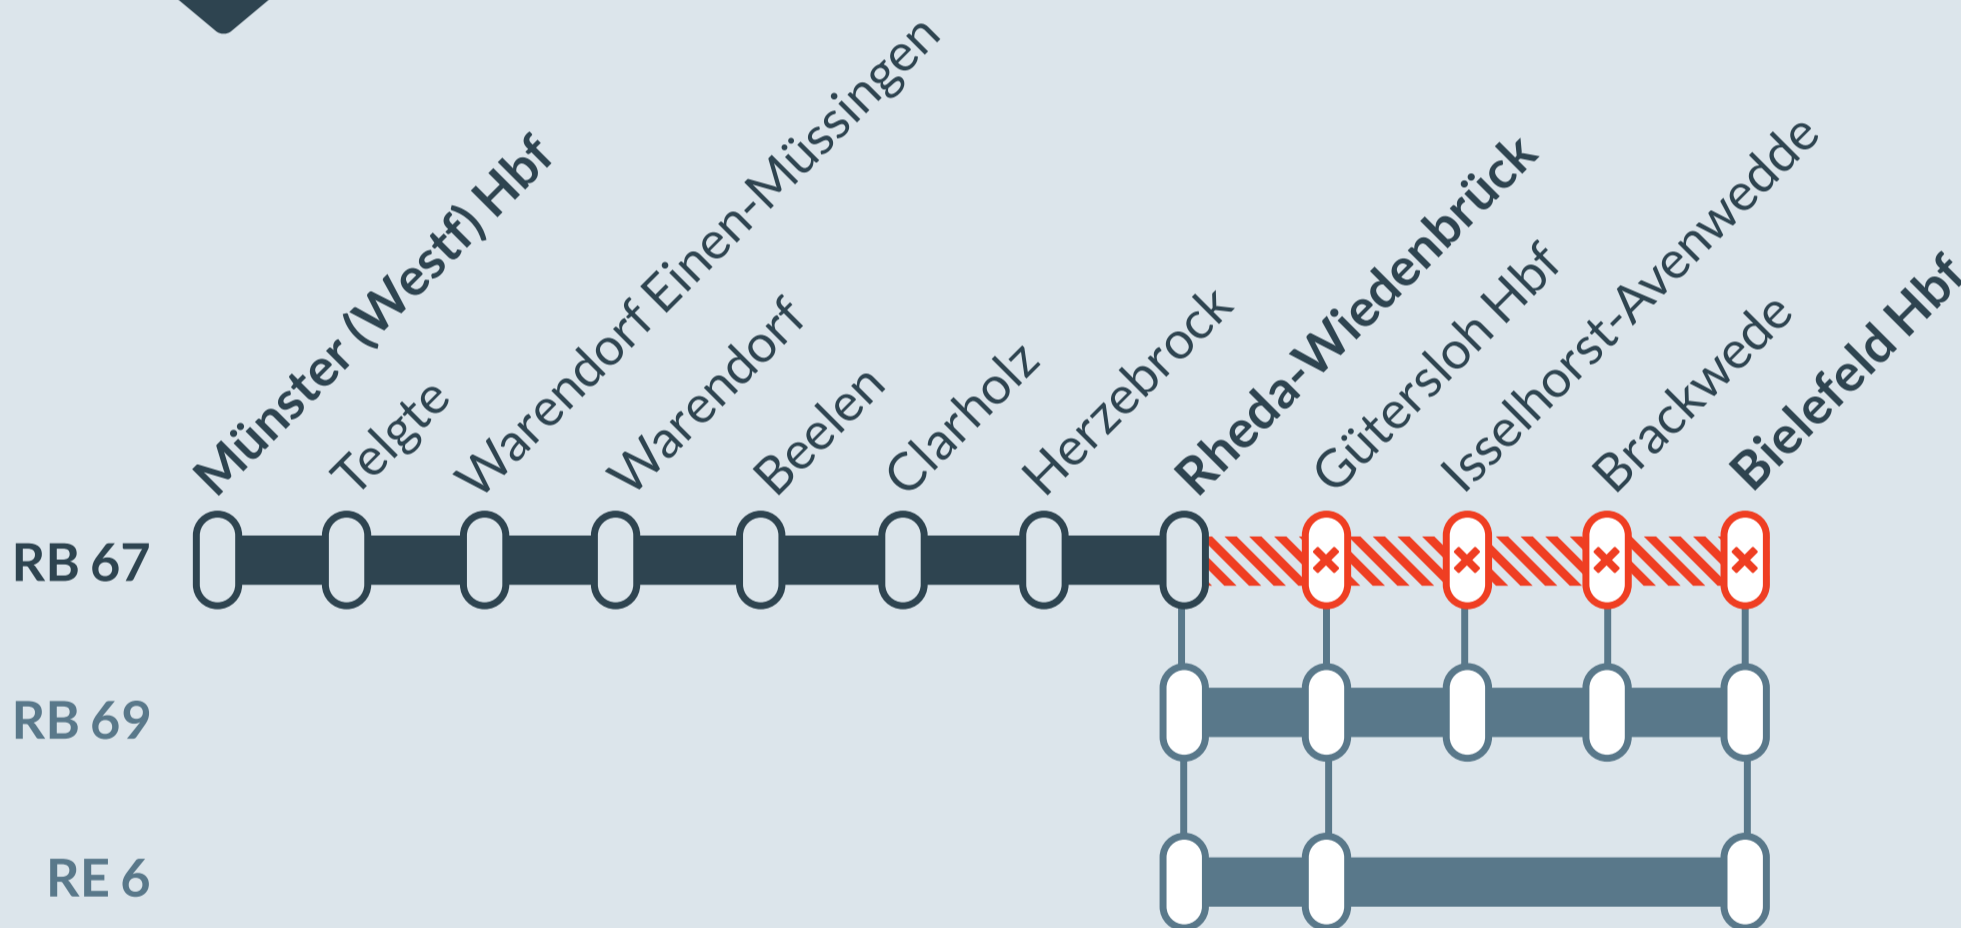 Münster (Westf) Hbf
Telgte
Warendorf Einen-Müssingen
Warendorf
Beelen
Clarholz
Herzebrock
Rheda-Wiedenbrück
Gütersloh Hbf
Isselhorst-Avenwedde
Brackwede
Bielefeld Hbf
RB 67
RB 69
RE 6